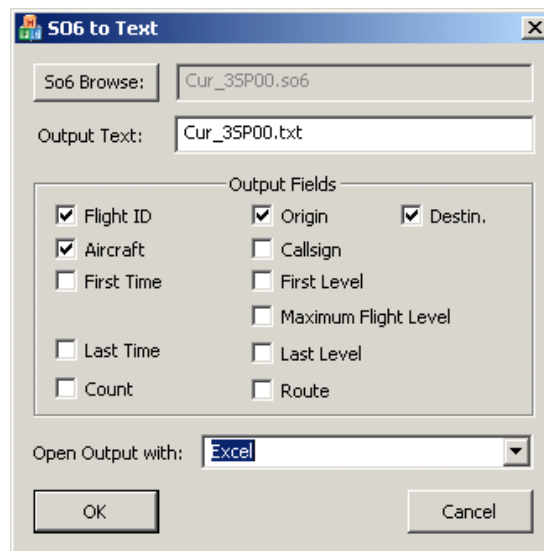 SO6 to Text
So6 Browse: Cur_3SP00.so6
Output Text: Cur_3SP00.txt
Output Fields
Flight ID Origin Destin.
Aircraft Callsign
First Time First Level
Maximum Flight Level
Last Time Last Level
Count Route
Open Output with: Excel
OK Cancel